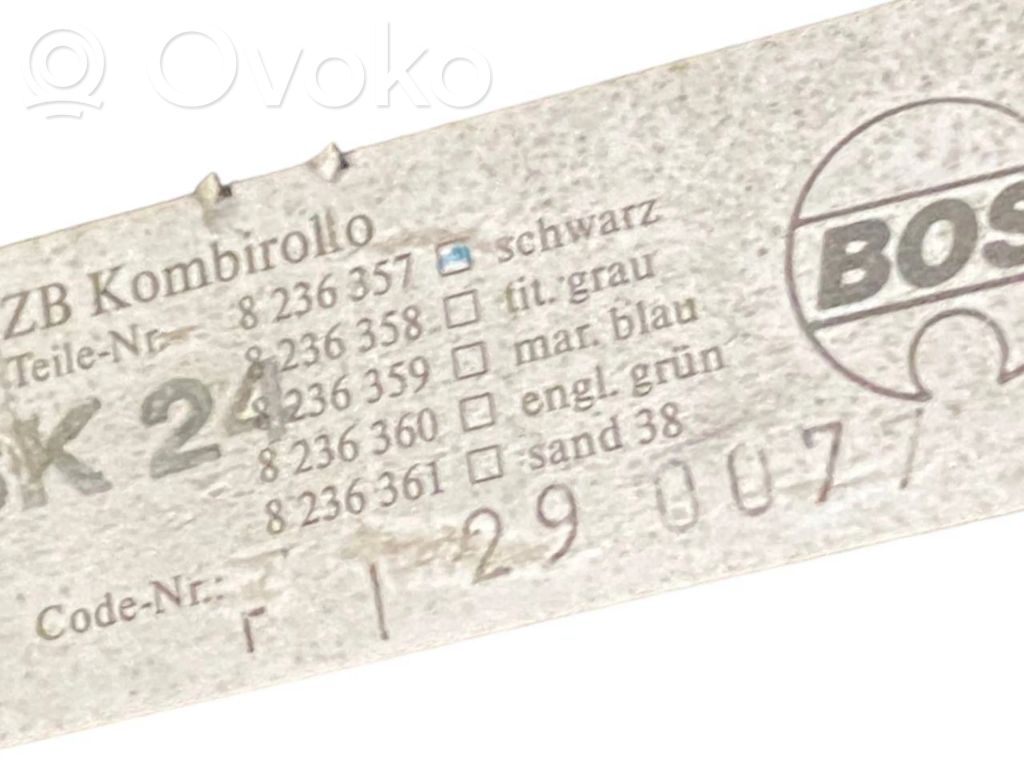 Ovoko
ZB Kombirollo
Teile-Nr. 8 236 357 schwarz
8 236 358 tit. grau
8 236 359 mar. blau
8 236 360 engl. grün
8 236 361 sand 38
K 24
Code-Nr.:
29 0077
BOS